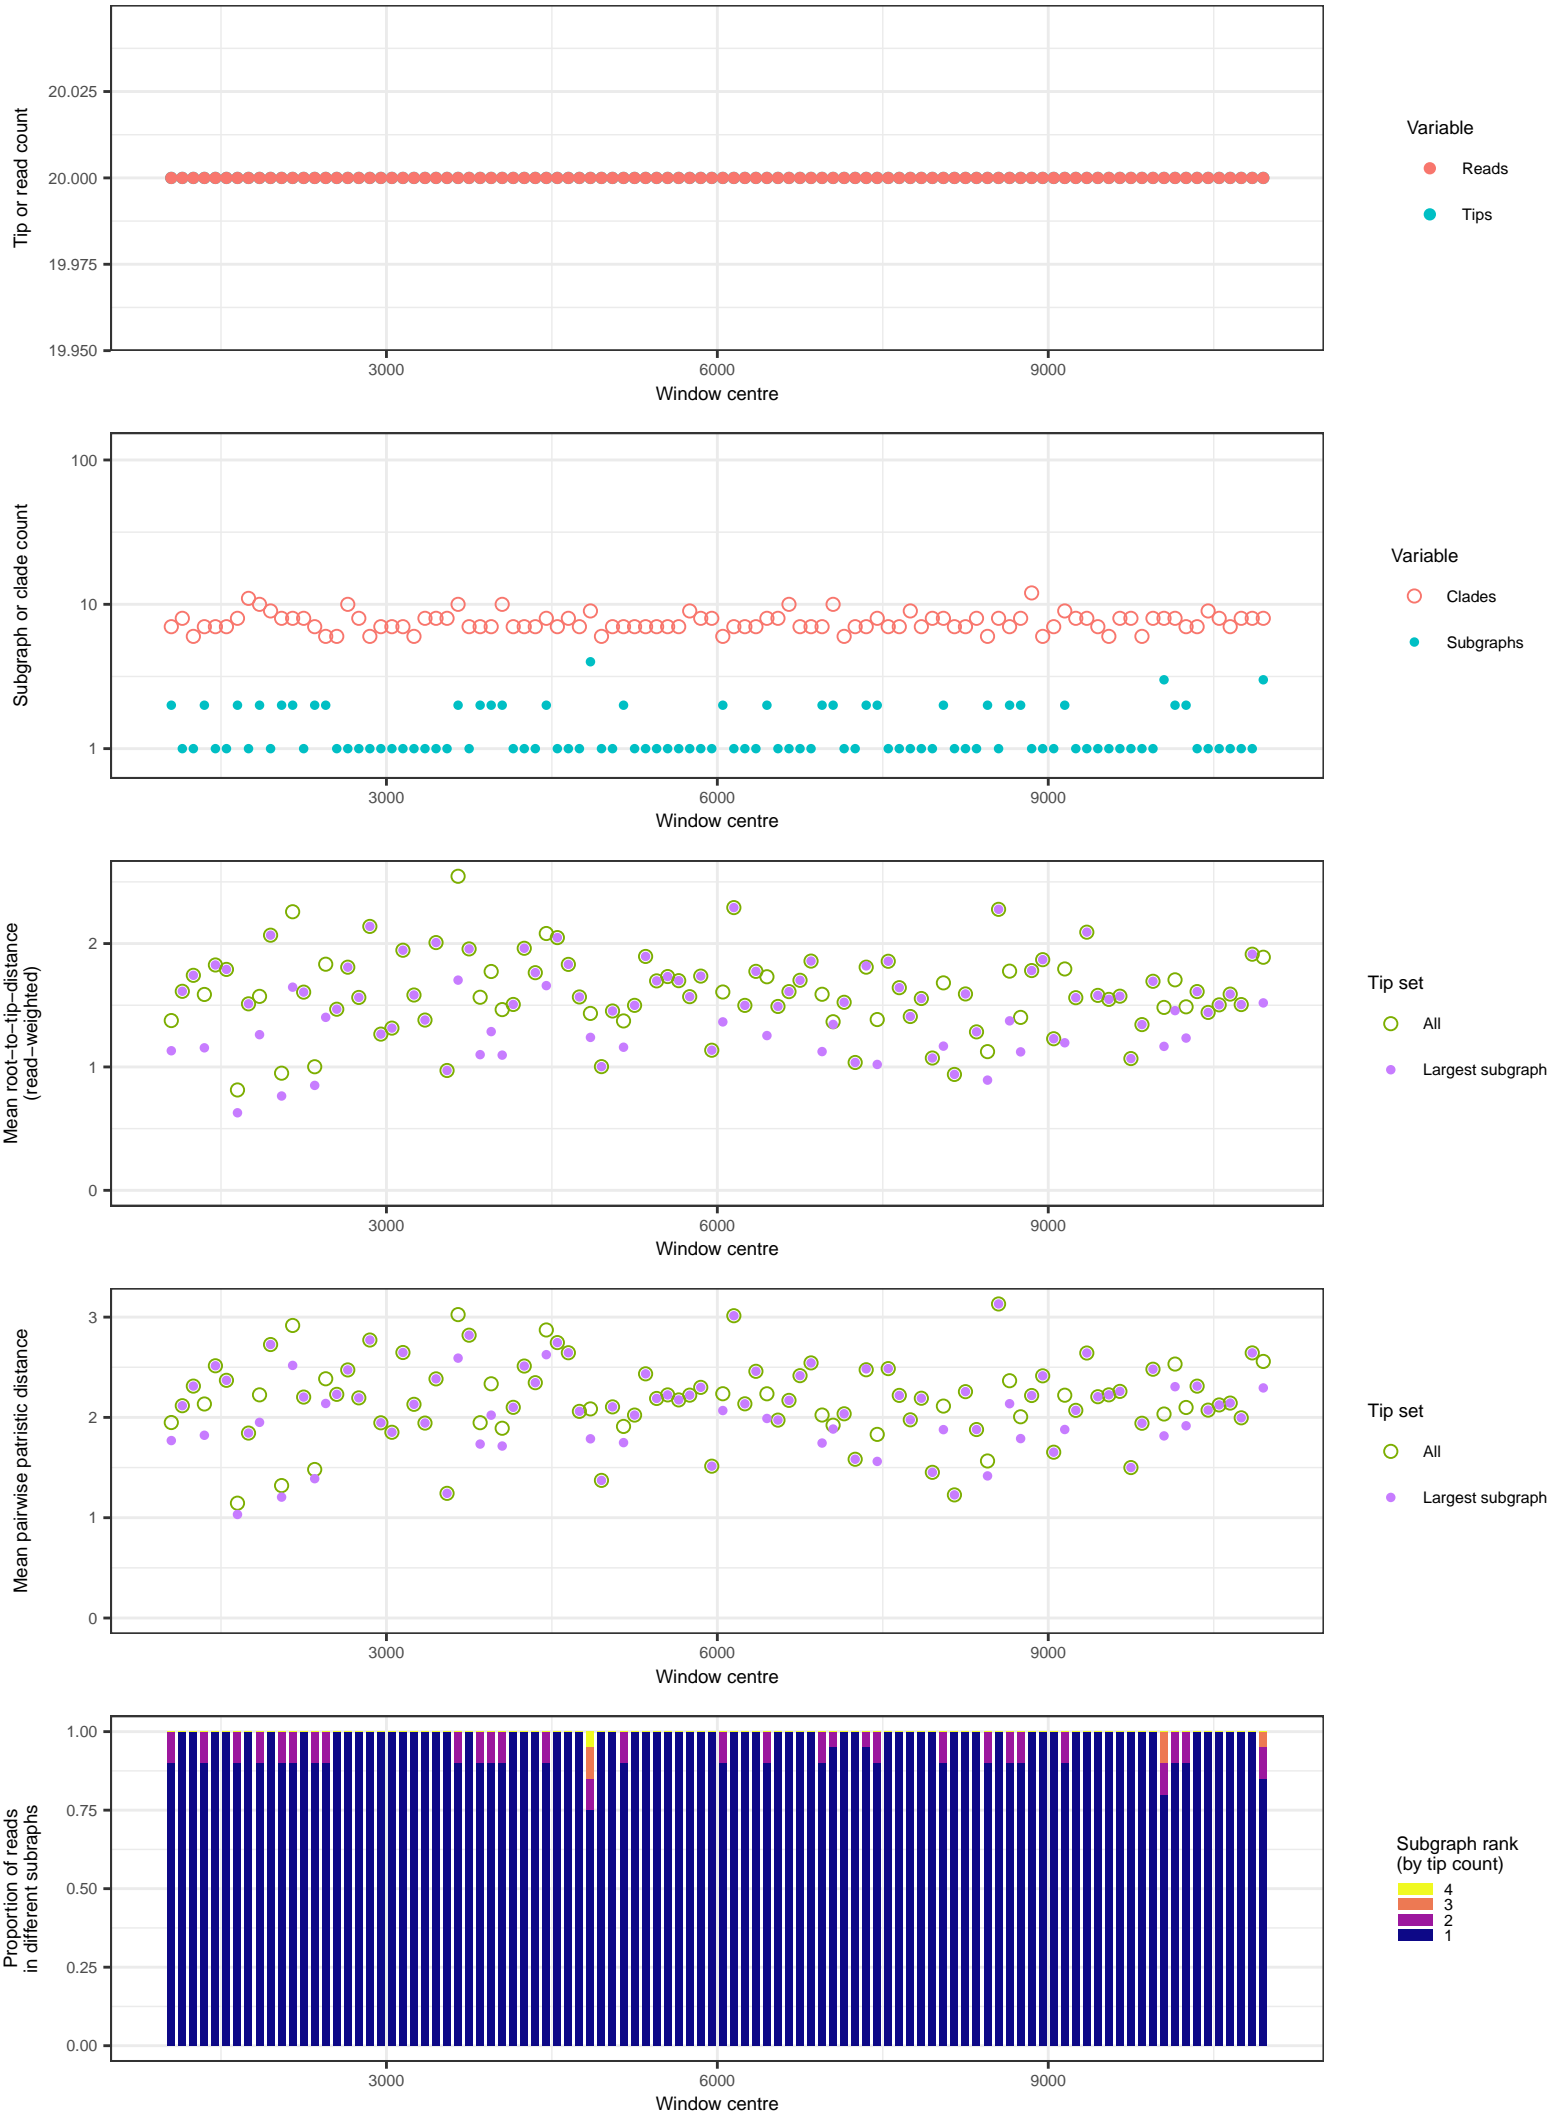 Tip or read count
20.025
20.000
19.975
19.950
3000
6000
9000
Window centre
Variable
Reads
Tips
Subgraph or clade count
100
10
1
3000
6000
9000
Window centre
Variable
Clades
Subgraphs
Mean root−to−tip−distance
(read−weighted)
2
1
0
3000
6000
9000
Window centre
Tip set
All
Largest subgraph
Mean pairwise patristic distance
3
2
1
0
3000
6000
9000
Window centre
Tip set
All
Largest subgraph
Proportion of reads
in different subraphs
1.00
0.75
0.50
0.25
0.00
3000
6000
9000
Window centre
Subgraph rank
(by tip count)
4
3
2
1